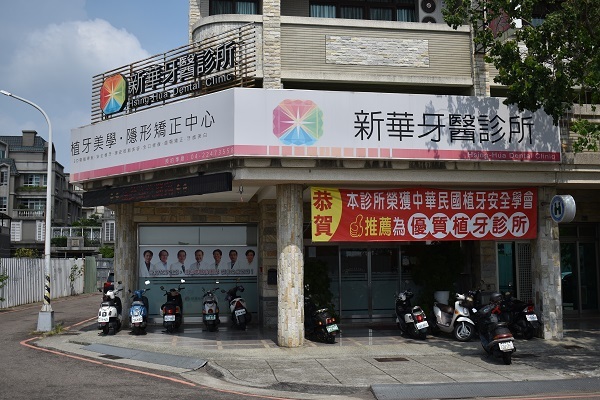 新華牙醫診所
Hsing-Hua Dental Clinic
植牙美學·隱形矯正中心
新華牙醫診所
Hsing-Hua Dental Clinic
恭賀
本診所榮獲中華民國植牙安全學會
推薦為優質植牙診所